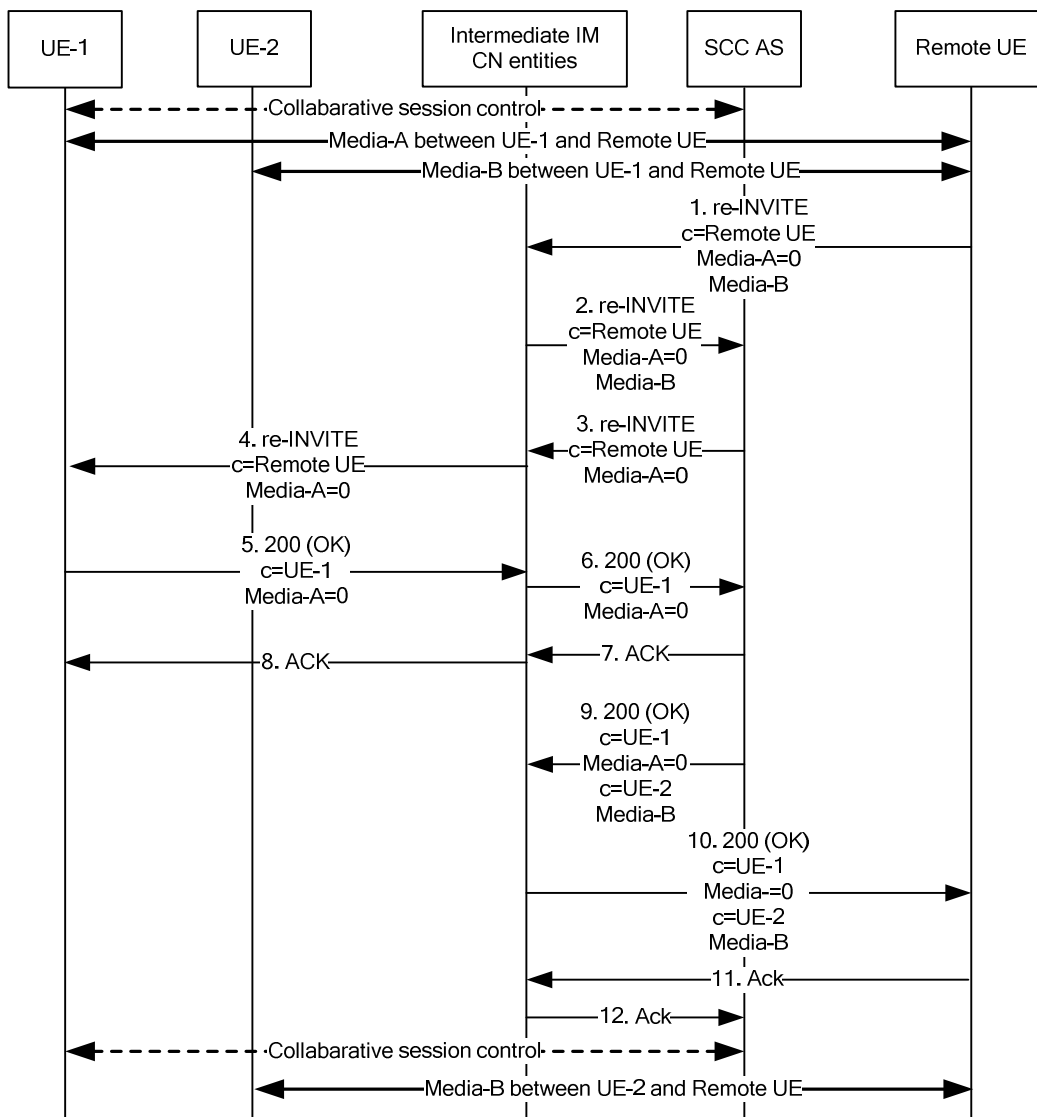 UE-1
UE-2
Intermediate IM
CN entities
SCC AS
Remote UE
Collabarative session control
Media-A between UE-1 and Remote UE
Media-B between UE-1 and Remote UE
1. re-INVITE
c=Remote UE
Media-A=0
Media-B
2. re-INVITE
c=Remote UE
Media-A=0
Media-B
3. re-INVITE
c=Remote UE
Media-A=0
4. re-INVITE
c=Remote UE
Media-A=0
5. 200 (OK)
c=UE-1
Media-A=0
6. 200 (OK)
c=UE-1
Media-A=0
7. ACK
8. ACK
9. 200 (OK)
c=UE-1
Media-A=0
c=UE-2
Media-B
10. 200 (OK)
c=UE-1
Media-=0
c=UE-2
Media-B
11. Ack
12. Ack
Collabarative session control
Media-B between UE-2 and Remote UE